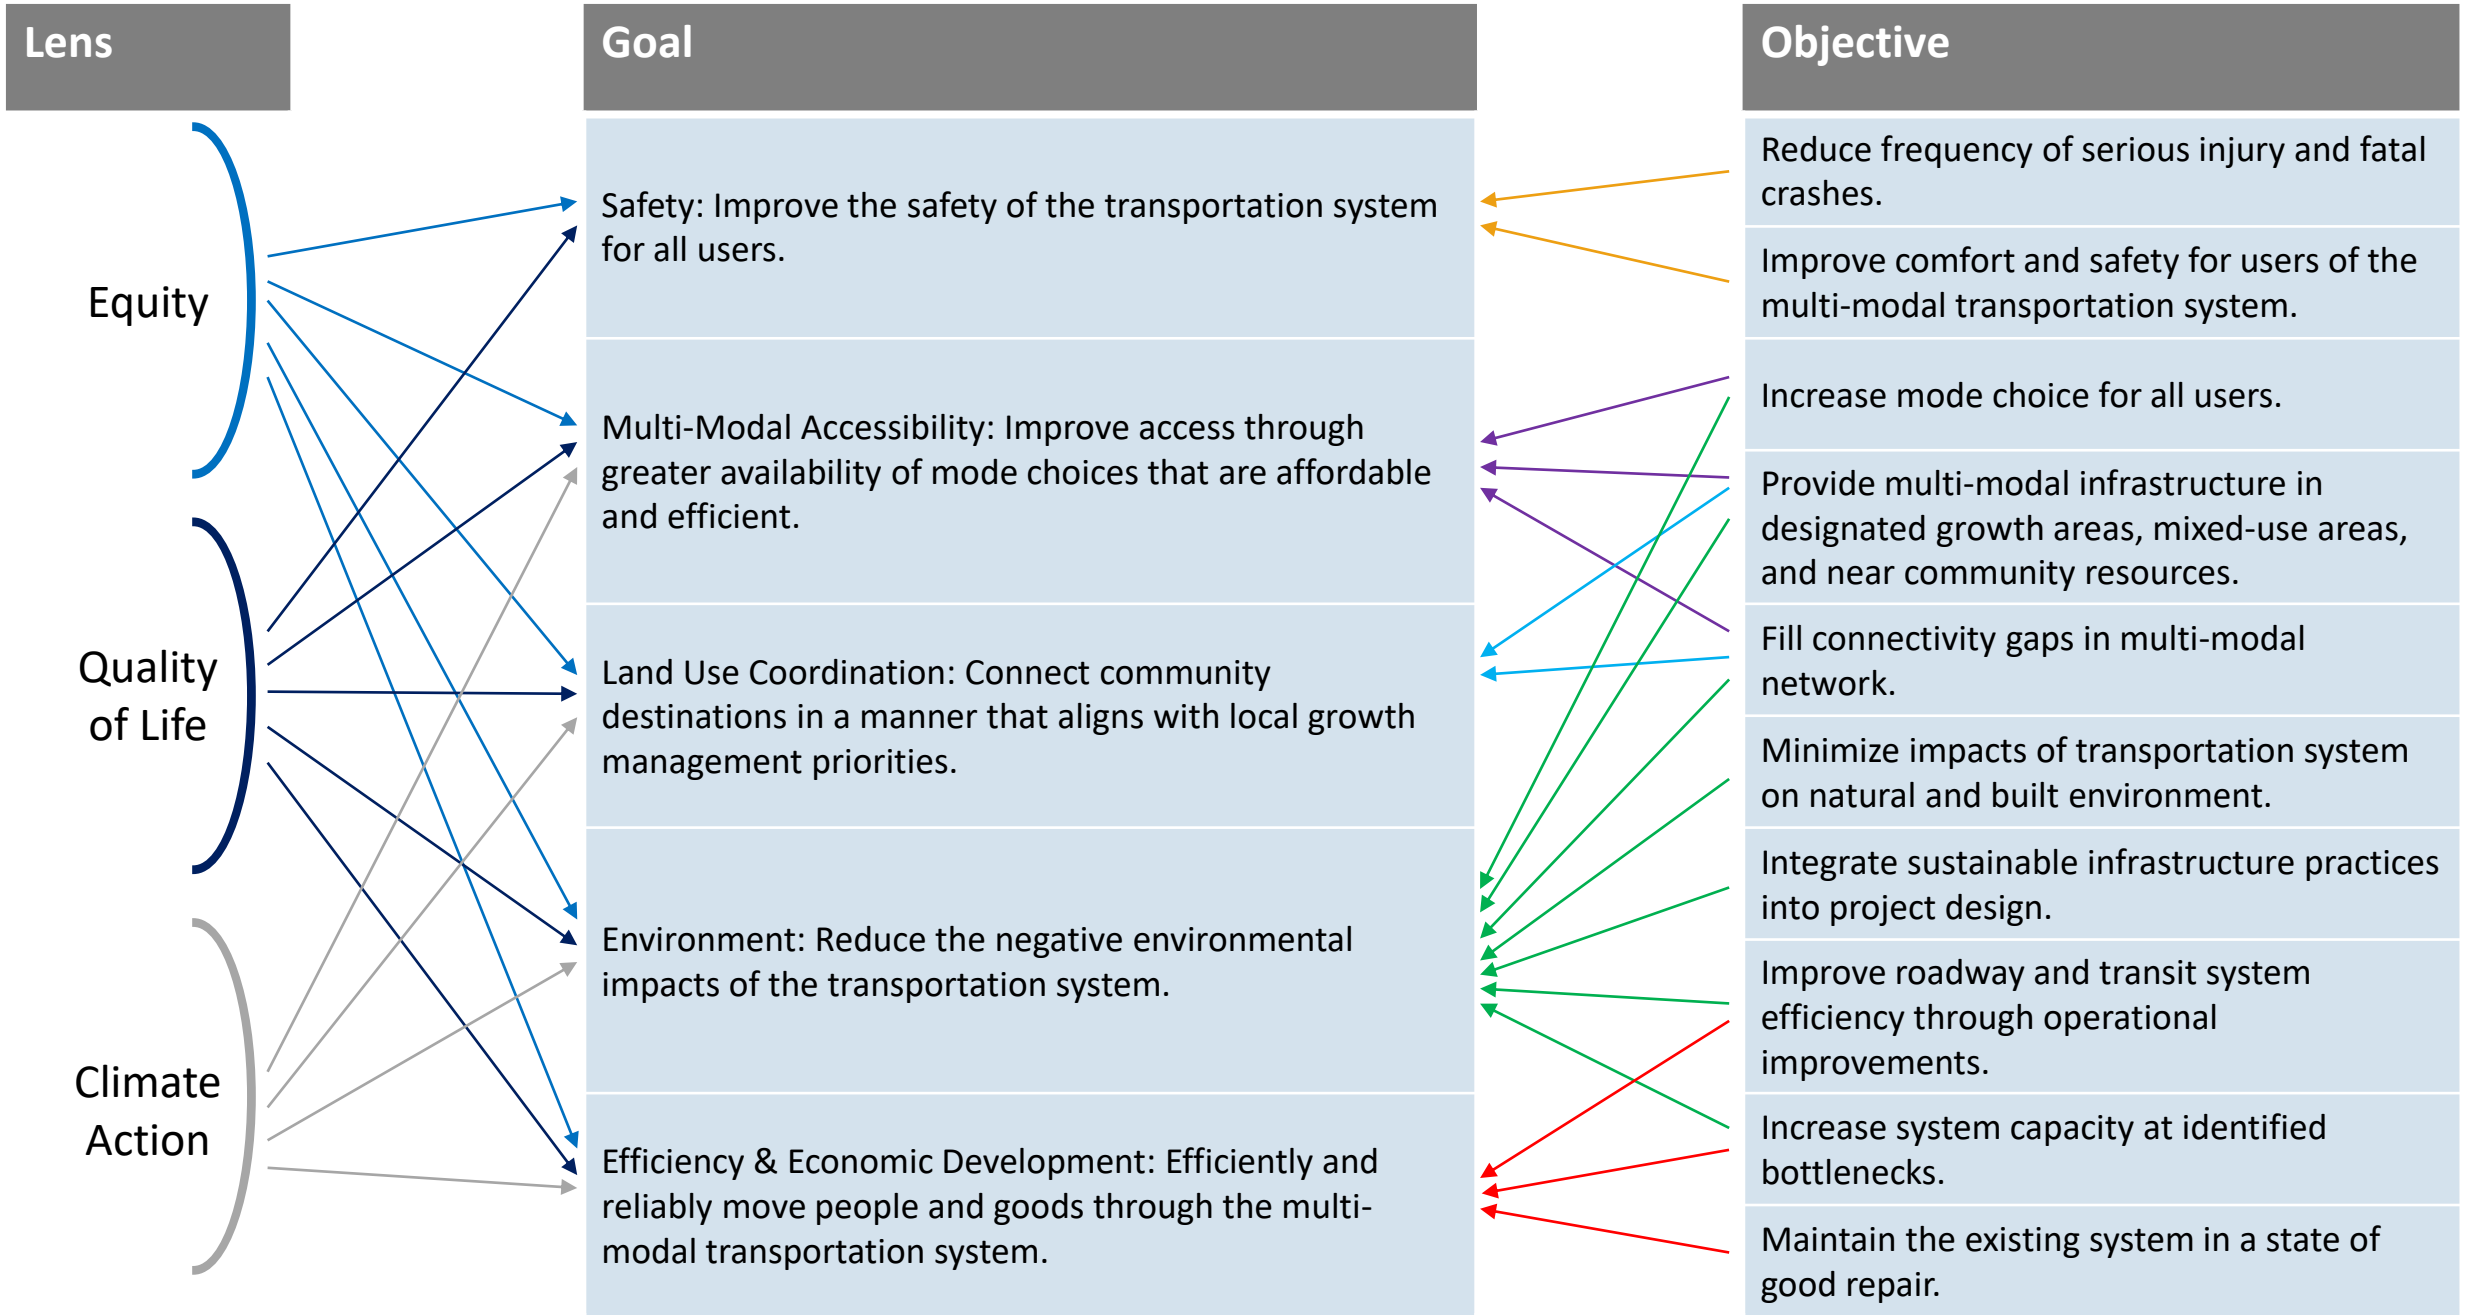 Lens
Goal
Objective
Equity
Quality
of Life
Climate
Action
Safety: Improve the safety of the transportation system
for all users.
Multi-Modal Accessibility: Improve access through
greater availability of mode choices that are affordable
and efficient.
Land Use Coordination: Connect community
destinations in a manner that aligns with local growth
management priorities.
Environment: Reduce the negative environmental
impacts of the transportation system.
Efficiency & Economic Development: Efficiently and
reliably move people and goods through the multi-
modal transportation system.
Reduce frequency of serious injury and fatal
crashes.
Improve comfort and safety for users of the
multi-modal transportation system.
Increase mode choice for all users.
Provide multi-modal infrastructure in
designated growth areas, mixed-use areas,
and near community resources.
Fill connectivity gaps in multi-modal
network.
Minimize impacts of transportation system
on natural and built environment.
Integrate sustainable infrastructure practices
into project design.
Improve roadway and transit system
efficiency through operational
improvements.
Increase system capacity at identified
bottlenecks.
Maintain the existing system in a state of
good repair.